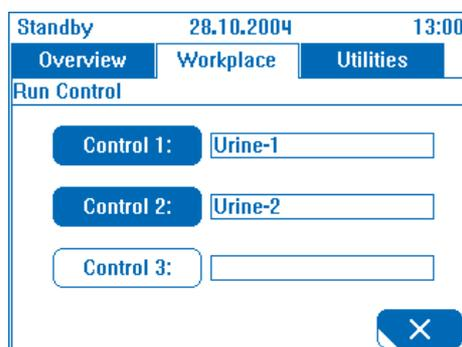 Standby 28.10.2004 13:00
Overview Workplace Utilities
Run Control
Control 1: Urine-1
Control 2: Urine-2
Control 3: